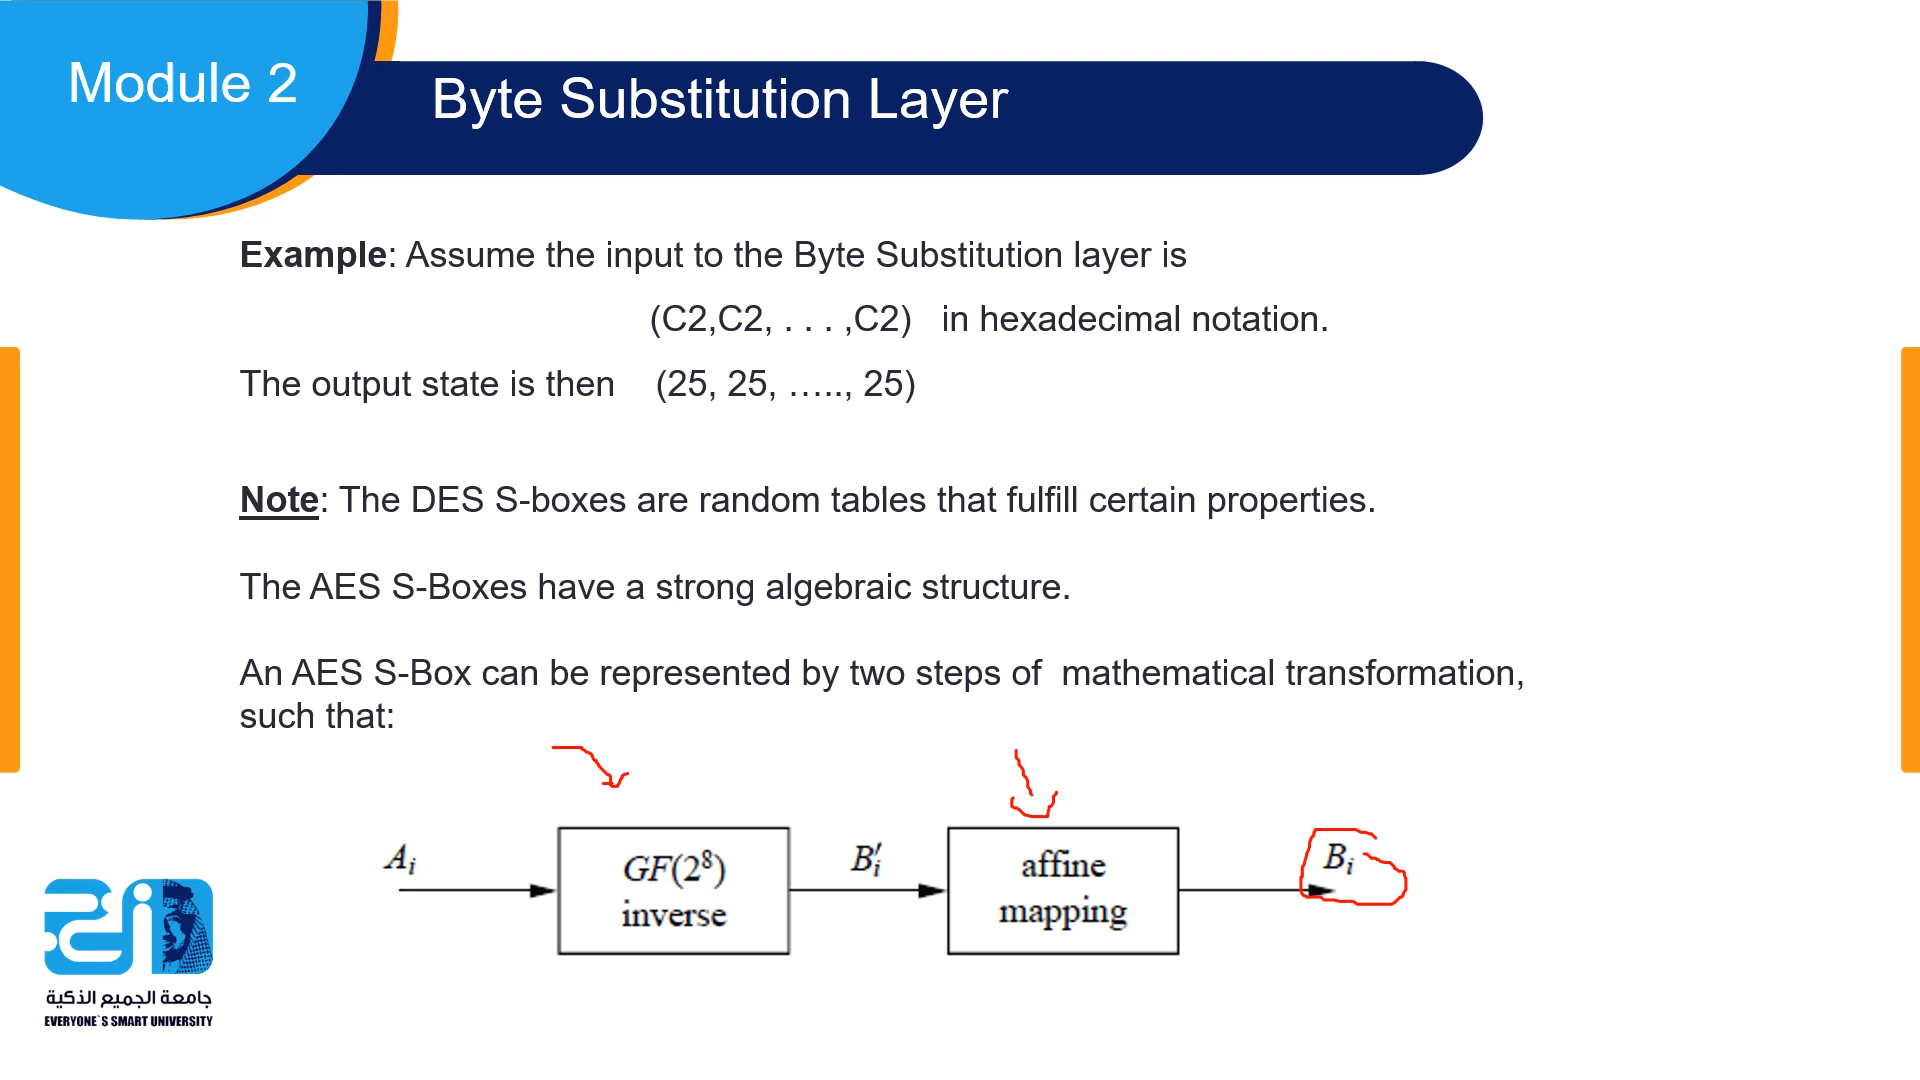 Module 2
Byte Substitution Layer
Example: Assume the input to the Byte Substitution layer is
(C2,C2, . . . ,C2) in hexadecimal notation.
The output state is then (25, 25, ….., 25)
Note: The DES S-boxes are random tables that fulfill certain properties.
The AES S-Boxes have a strong algebraic structure.
An AES S-Box can be represented by two steps of mathematical transformation,
such that:
Aᵢ
GF(2⁸)
inverse
B′ᵢ
affine
mapping
Bᵢ
جامعة الجميع الذكية
EVERYONE`S SMART UNIVERSITY